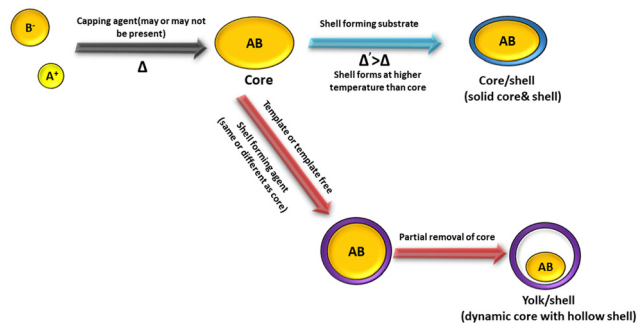 B-
A+
Capping agent(may or may not
be present)
Δ
AB
Core
Shell forming substrate
Δ'>Δ
Shell forms at higher
temperature than core
AB
Core/shell
(solid core& shell)
Template or template free
Shell forming agent
(same or different as core)
AB
Partial removal of core
AB
Yolk/shell
(dynamic core with hollow shell)